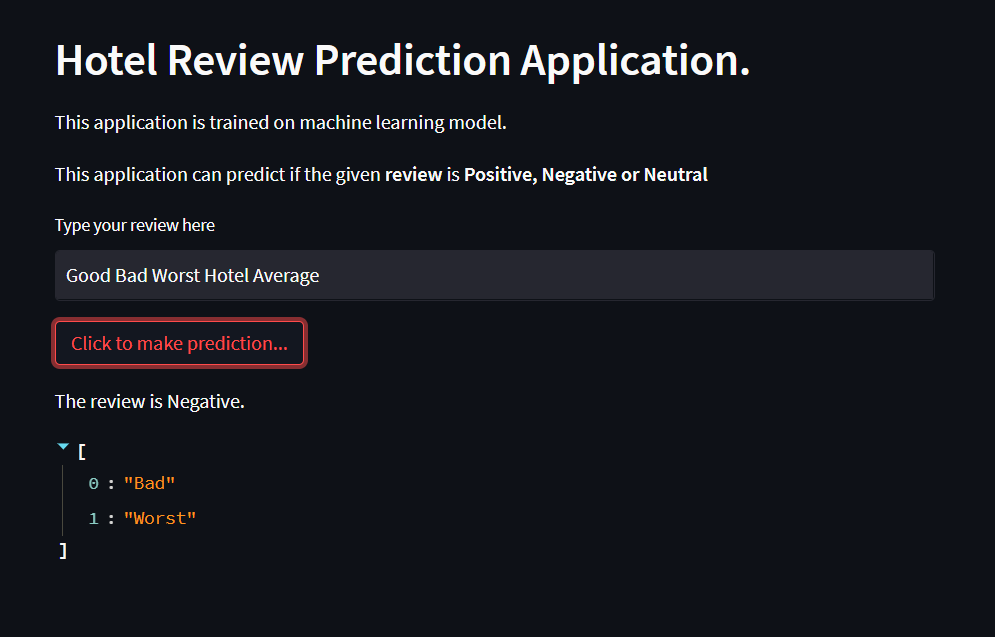 Hotel Review Prediction Application.
This application is trained on machine learning model.
This application can predict if the given review is Positive, Negative or Neutral
Type your review here
Good Bad Worst Hotel Average
Click to make prediction...
The review is Negative.
[
0 : "Bad"
1 : "Worst"
]